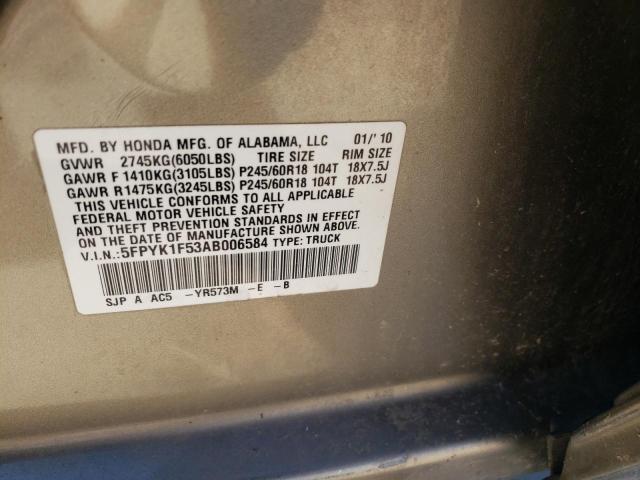 MFD. BY HONDA MFG. OF ALABAMA, LLC 01/'10
GVWR 2745KG(6050LBS) TIRE SIZE RIM SIZE
GAWR F 1410KG(3105LBS) P245/60R18 104T 18X7.5J
GAWR R1475KG(3245LBS) P245/60R18 104T 18X7.5J
THIS VEHICLE CONFORMS TO ALL APPLICABLE
FEDERAL MOTOR VEHICLE SAFETY
AND THEFT PREVENTION STANDARDS IN EFFECT
ON THE DATE OF MANUFACTURE SHOWN ABOVE.
V.I.N.:5FPYK1F53AB006584 TYPE: TRUCK
SJP A AC5 -YR573M -E -B